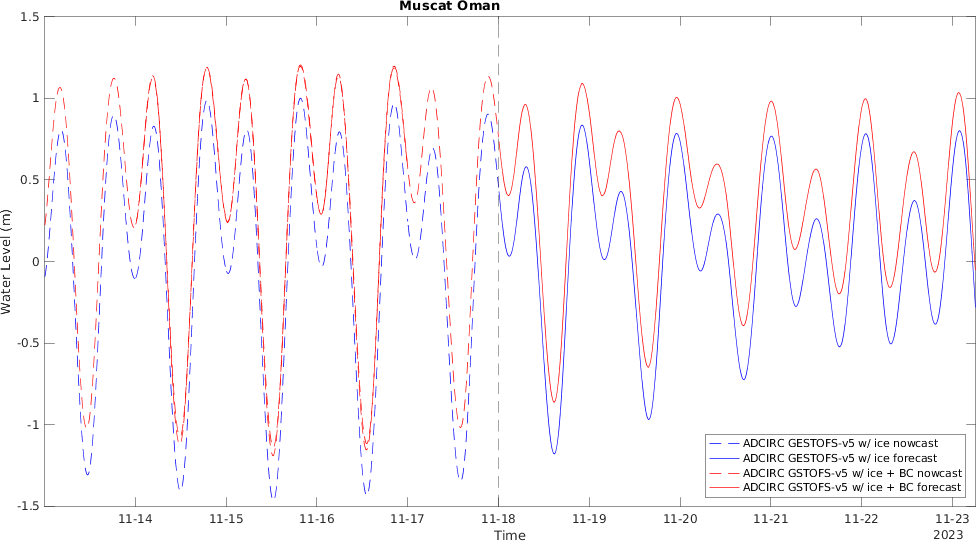 Muscat Oman
1.5
1
0.5
0
-0.5
-1
-1.5
Water Level (m)
11-14 11-15 11-16 11-17 11-18 11-19 11-20 11-21 11-22 11-23
2023
Time
ADCIRC GESTOFS-v5 w/ ice nowcast
ADCIRC GESTOFS-v5 w/ ice forecast
ADCIRC GSTOFS-v5 w/ ice + BC nowcast
ADCIRC GSTOFS-v5 w/ ice + BC forecast